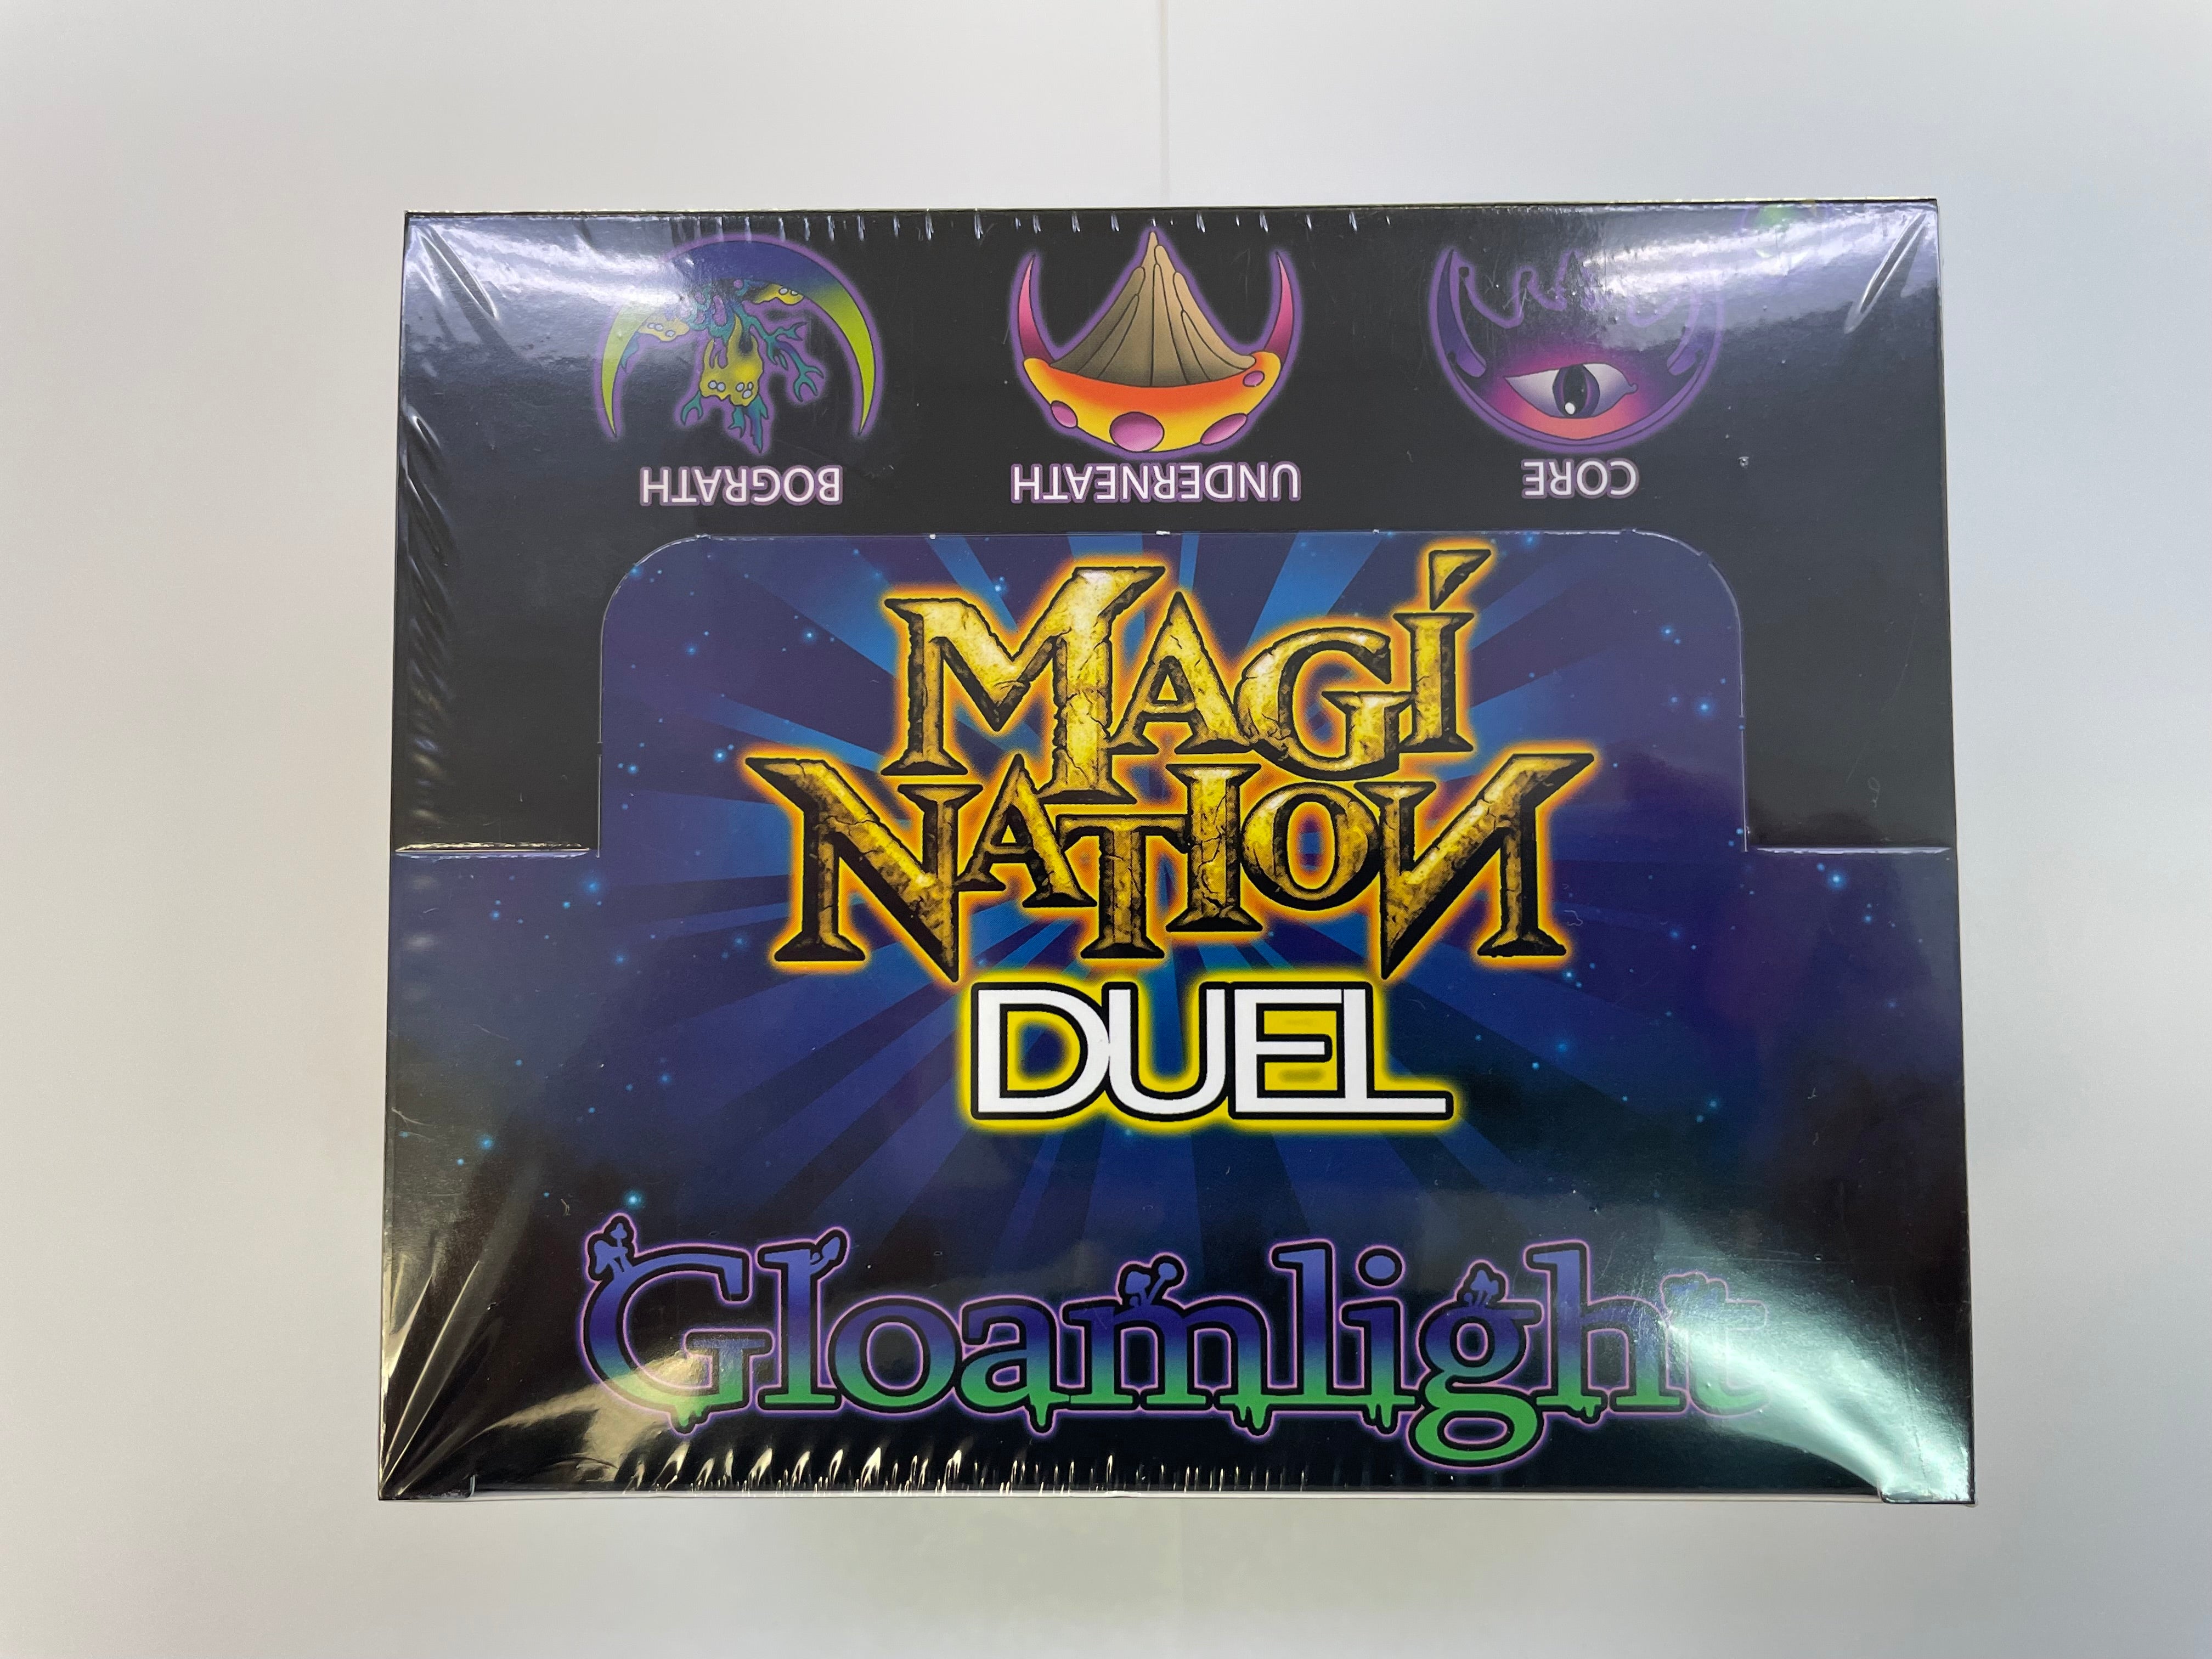 BOGRATH
UNDERNEATH
CORE
MAGI
NATION
DUEL
Gloamlight